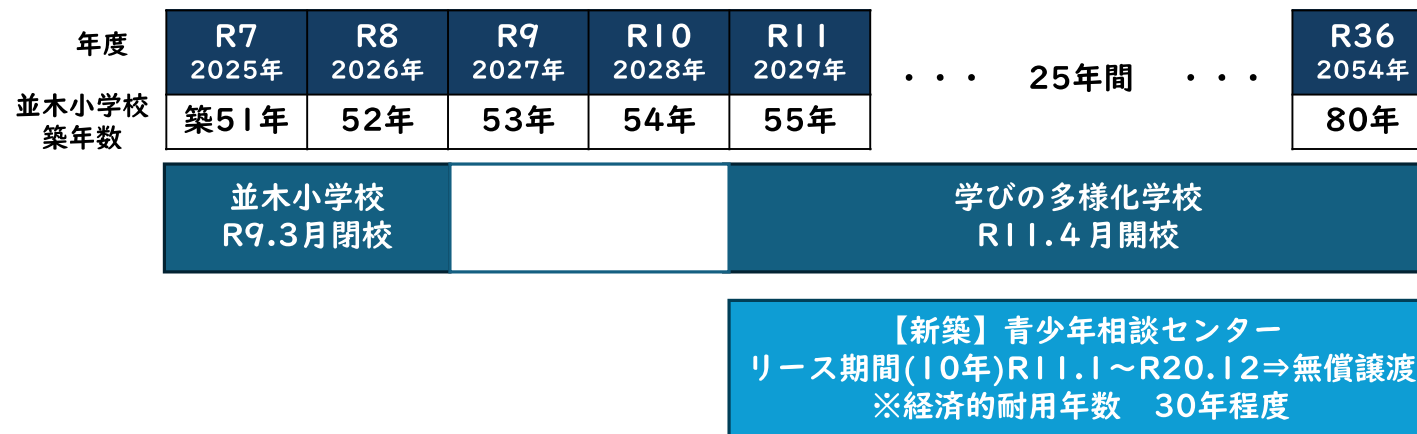 年度
R7 R8 R9 R10 R11 R36
2025年 2026年 2027年 2028年 2029年 ・・・ 25年間 ・・・ 2054年
並木小学校
築年数
築51年 52年 53年 54年 55年 80年
並木小学校
R9.3月閉校
学びの多様化学校
R11.4月開校
【新築】青少年相談センター
リース期間(10年)R11.1～R20.12⇒無償譲渡
※経済的耐用年数　30年程度